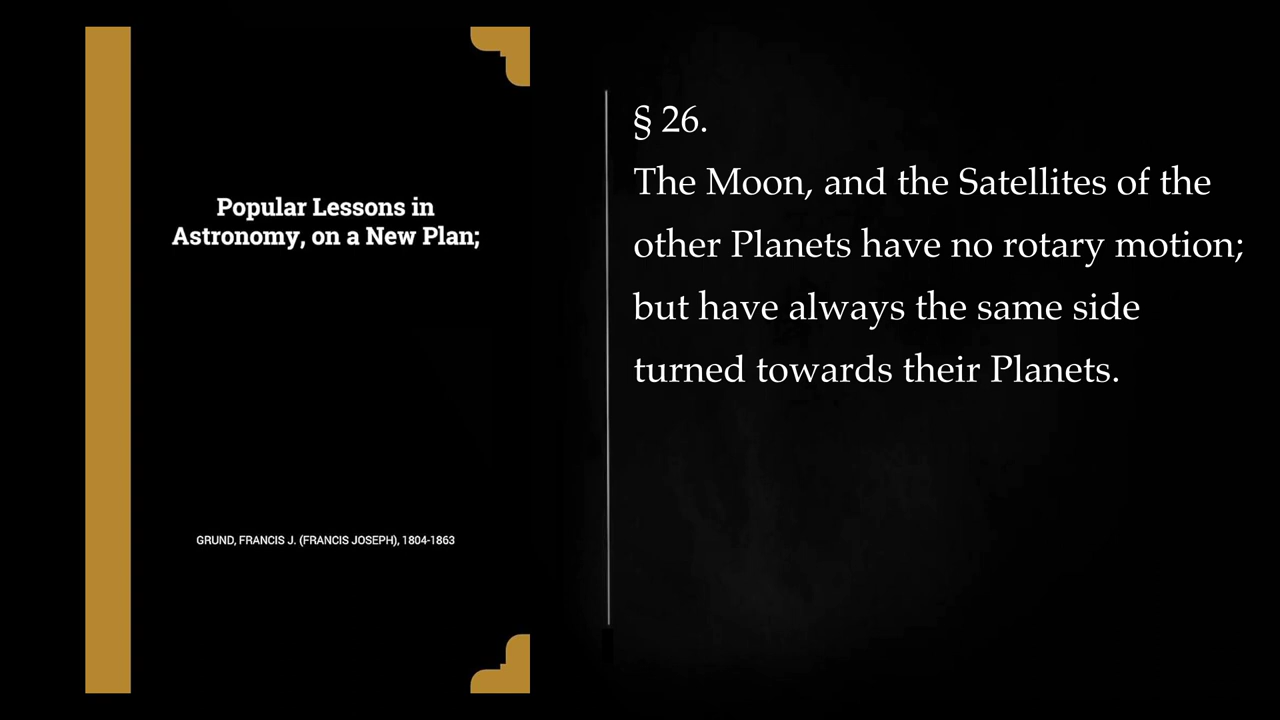 Popular Lessons in
Astronomy, on a New Plan;
GRUND, FRANCIS J. (FRANCIS JOSEPH), 1804-1863
§ 26.
The Moon, and the Satellites of the
other Planets have no rotary motion;
but have always the same side
turned towards their Planets.